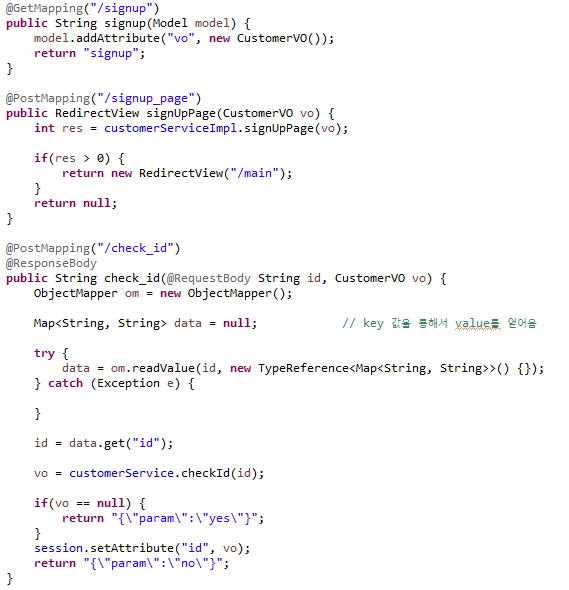 @GetMapping("/signup")
public String signup(Model model) {
    model.addAttribute("vo", new CustomerVO());
    return "signup";
}

@PostMapping("/signup_page")
public RedirectView signUpPage(CustomerVO vo) {
    int res = customerServiceImpl.signUpPage(vo);

    if(res > 0) {
        return new RedirectView("/main");
    }
    return null;
}

@PostMapping("/check_id")
@ResponseBody
public String check_id(@RequestBody String id, CustomerVO vo) {
    ObjectMapper om = new ObjectMapper();

    Map<String, String> data = null;            // key 값을 통해서 value를 얻어옴

    try {
        data = om.readValue(id, new TypeReference<Map<String, String>>() {});
    } catch (Exception e) {

    }

    id = data.get("id");

    vo = customerService.checkId(id);

    if(vo == null) {
        return "{\"param\":\"yes\"}";
    }
    session.setAttribute("id", vo);
    return "{\"param\":\"no\"}";
}